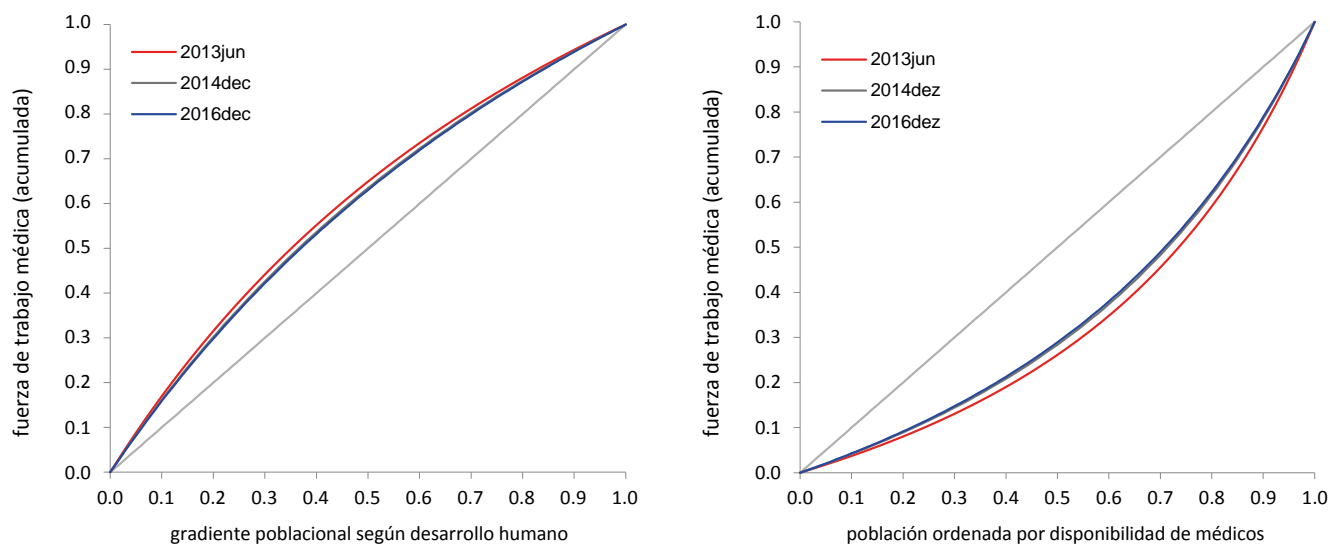 fuerza de trabajo médica (acumulada)
1.0
0.9
0.8
0.7
0.6
0.5
0.4
0.3
0.2
0.1
0.0
2013jun
2014dec
2016dec
0.0 0.1 0.2 0.3 0.4 0.5 0.6 0.7 0.8 0.9 1.0
gradiente poblacional según desarrollo humano
fuerza de trabajo médica (acumulada)
1.0
0.9
0.8
0.7
0.6
0.5
0.4
0.3
0.2
0.1
0.0
2013jun
2014dez
2016dez
0.0 0.1 0.2 0.3 0.4 0.5 0.6 0.7 0.8 0.9 1.0
población ordenada por disponibilidad de médicos